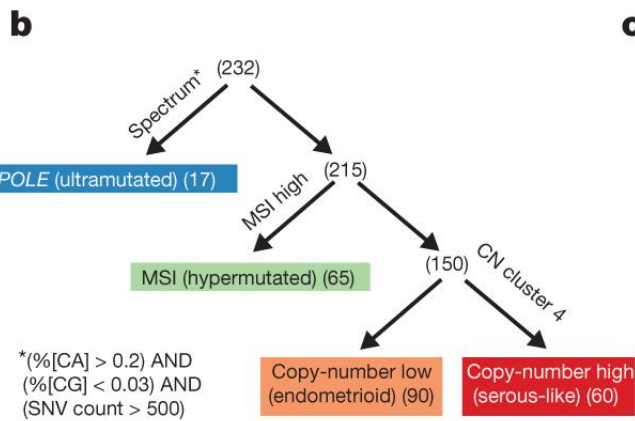 b
(232)
Spectrum*
POLE (ultramutated) (17)
(215)
MSI high
MSI (hypermutated) (65)
(150)
CN cluster 4
*(%[CA] > 0.2) AND
(%[CG] < 0.03) AND
(SNV count > 500)
Copy-number low
(endometrioid) (90)
Copy-number high
(serous-like) (60)